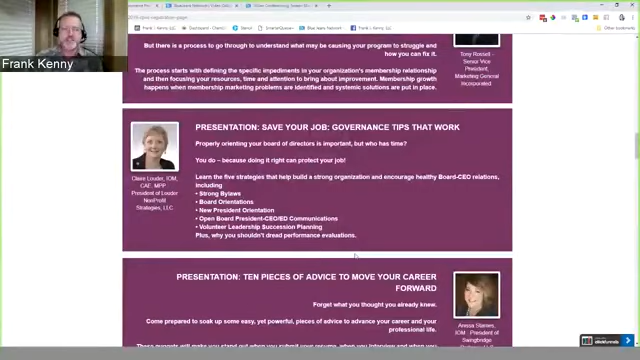 Frank Kenny
But there is a process to go through to understand what may be causing your program to struggle and
how you can fix it.
The process starts with defining the specific impediments in your organization's membership relationship
and then focusing your resources, time and attention to bring about improvement. Membership growth
happens when membership marketing problems are identified and systemic solutions are put in place.
Tony Rossell –
Senior Vice
President,
Marketing General
Incorporated
PRESENTATION: SAVE YOUR JOB: GOVERNANCE TIPS THAT WORK
Properly orienting your board of directors is important, but who has time?
You do – because doing it right can protect your job!
Learn the five strategies that help build a strong organization and encourage healthy Board-CEO relations,
including
• Strong Bylaws
• Board Orientations
• New President Orientation
• Open Board President-CEO/ED Communications
• Volunteer Leadership Succession Planning
Plus, why you shouldn't dread performance evaluations.
Claire Louder, IOM,
CAE, MPP
President of Louder
NonProfit
Strategies, LLC
PRESENTATION: TEN PIECES OF ADVICE TO MOVE YOUR CAREER
FORWARD
Forget what you thought you already knew.
Come prepared to soak up some easy, yet powerful, pieces of advice to advance your career and your
professional life.
IOM - President of
Swingbridge